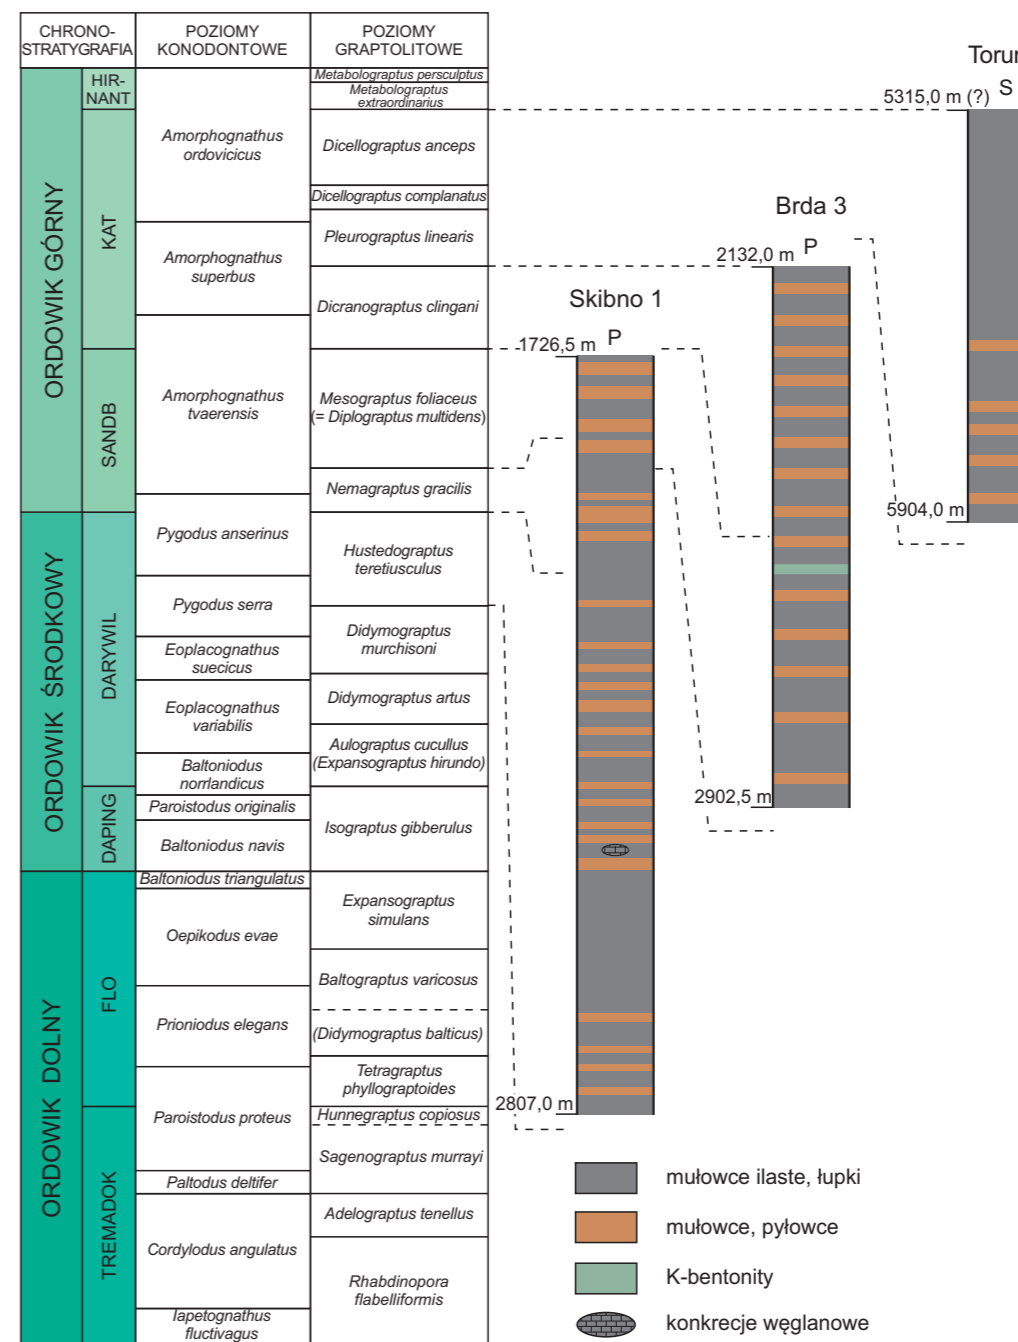 CHRONO-
STRATYGRAFIA
POZIOMY
KONODONTOWE
POZIOMY
GRAPTOLITOWE
ORDOWIK GÓRNY
HIR-
NANT
KAT
SANDB
ORDOWIK ŚRODKOWY
DARYWIL
DAPING
ORDOWIK DOLNY
FLO
TREMADOK
Amorphognathus
ordovicicus
Amorphognathus
superbus
Amorphognathus
tvaerensis
Pygodus anserinus
Pygodus serra
Eoplacognathus
suecicus
Eoplacognathus
variabilis
Baltoniodus
norrlandicus
Paroistodus originalis
Baltoniodus navis
Baltoniodus triangulatus
Oepikodus evae
Prioniodus elegans
Paroistodus proteus
Paltodus deltifer
Cordylodus angulatus
Iapetognathus
fluctivagus
Metabolograptus persculptus
Metabolograptus
extraordinarius
Dicellograptus anceps
Dicellograptus complanatus
Pleurograptus linearis
Dicranograptus clingani
Mesograptus foliaceus
(= Diplograptus multidens)
Nemagraptus gracilis
Hustedograptus
teretiusculus
Didymograptus
murchisoni
Didymograptus artus
Aulograptus cucullus
(Expansograptus hirundo)
Isograptus gibberulus
Expansograptus
simulans
Baltograptus varicosus
(Didymograptus balticus)
Tetragraptus
phyllograptoides
Hunnegraptus copiosus
Sagenograptus murrayi
Adelograptus tenellus
Rhabdinopora
flabelliformis
Skibno 1
P
1726,5 m
2807,0 m
Brda 3
P
2132,0 m
2902,5 m
Torun
S
5315,0 m (?)
5904,0 m
mułowce ilaste, łupki
mułowce, pyłowce
K-bentonity
konkrecje węglanowe